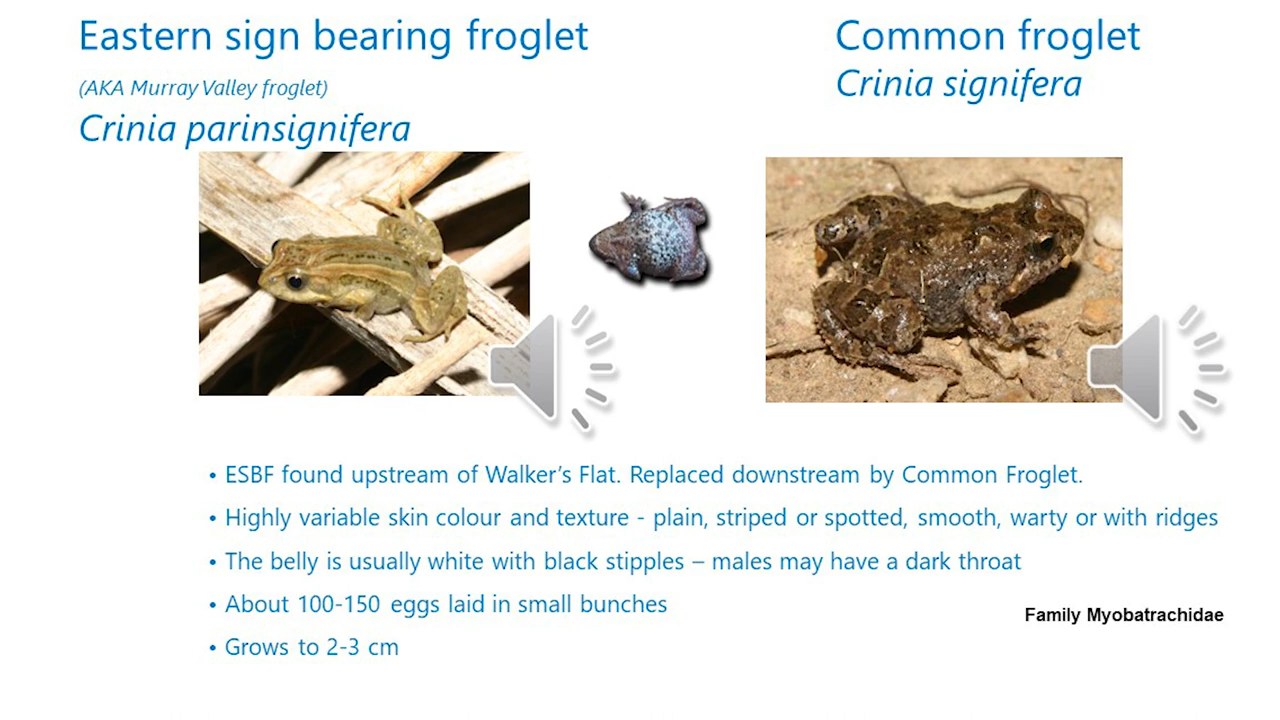 Eastern sign bearing froglet
(AKA Murray Valley froglet)
Crinia parinsignifera
Common froglet
Crinia signifera
• ESBF found upstream of Walker’s Flat. Replaced downstream by Common Froglet.
• Highly variable skin colour and texture - plain, striped or spotted, smooth, warty or with ridges
• The belly is usually white with black stipples – males may have a dark throat
• About 100-150 eggs laid in small bunches
• Grows to 2-3 cm
Family Myobatrachidae